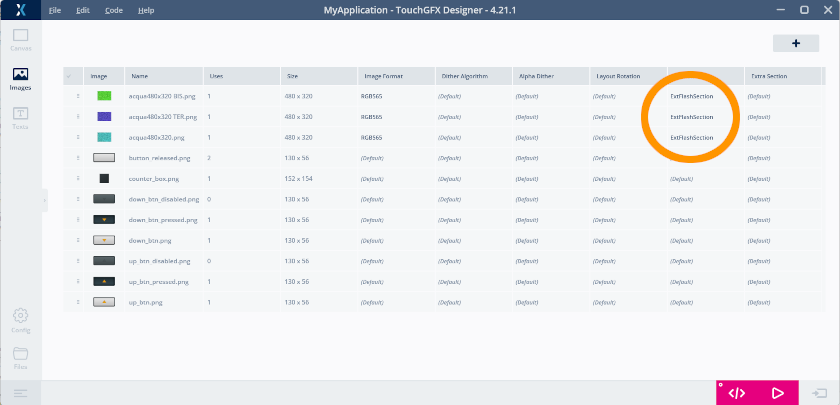 File Edit Code Help MyApplication - TouchGFX Designer - 4.21.1
Canvas
Images
Texts
Config
Files
Image Name Uses Size Image Format Dither Algorithm Alpha Dither Layout Rotation Extra Section
acqua480x320 BIS.png 1 480 x 320 RGB565 (Default) (Default) (Default) ExtFlashSection (Default)
acqua480x320 TER.png 1 480 x 320 RGB565 (Default) (Default) (Default) ExtFlashSection (Default)
acqua480x320.png 1 480 x 320 RGB565 (Default) (Default) (Default) ExtFlashSection (Default)
button_released.png 2 130 x 56 (Default) (Default) (Default) (Default) (Default)
counter_box.png 1 152 x 154 (Default) (Default) (Default) (Default) (Default) (Default)
down_btn_disabled.png 0 130 x 56 (Default) (Default) (Default) (Default) (Default) (Default)
down_btn_pressed.png 1 130 x 56 (Default) (Default) (Default) (Default) (Default) (Default)
down_btn.png 1 130 x 56 (Default) (Default) (Default) (Default) (Default) (Default)
up_btn_disabled.png 0 130 x 56 (Default) (Default) (Default) (Default) (Default) (Default)
up_btn_pressed.png 1 130 x 56 (Default) (Default) (Default) (Default) (Default) (Default)
up_btn.png 1 130 x 56 (Default) (Default) (Default) (Default) (Default) (Default)